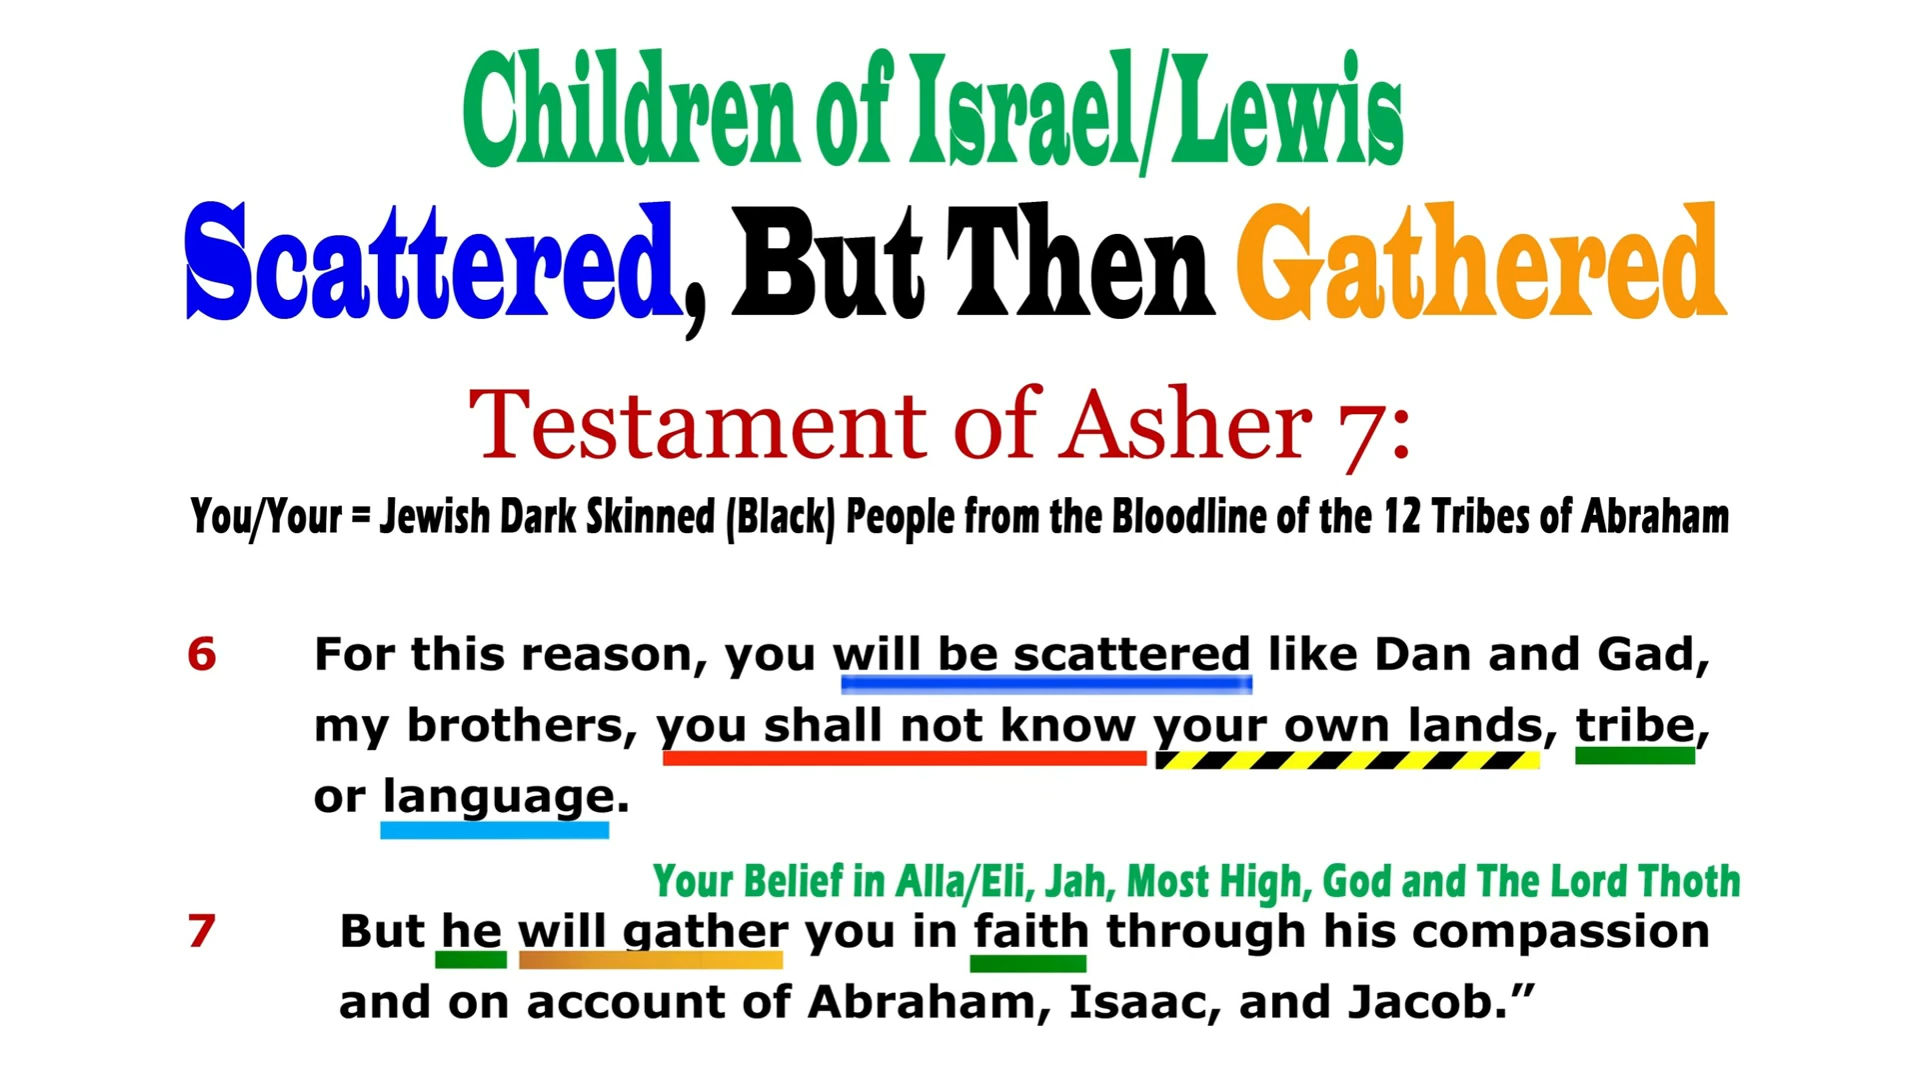 Children of Israel/Lewis
Scattered, But Then Gathered
Testament of Asher 7:
You/Your = Jewish Dark Skinned (Black) People from the Bloodline of the 12 Tribes of Abraham
6 For this reason, you will be scattered like Dan and Gad,
my brothers, you shall not know your own lands, tribe,
or language.
Your Belief in Alla/Eli, Jah, Most High, God and The Lord Thoth
7 But he will gather you in faith through his compassion
and on account of Abraham, Isaac, and Jacob.”